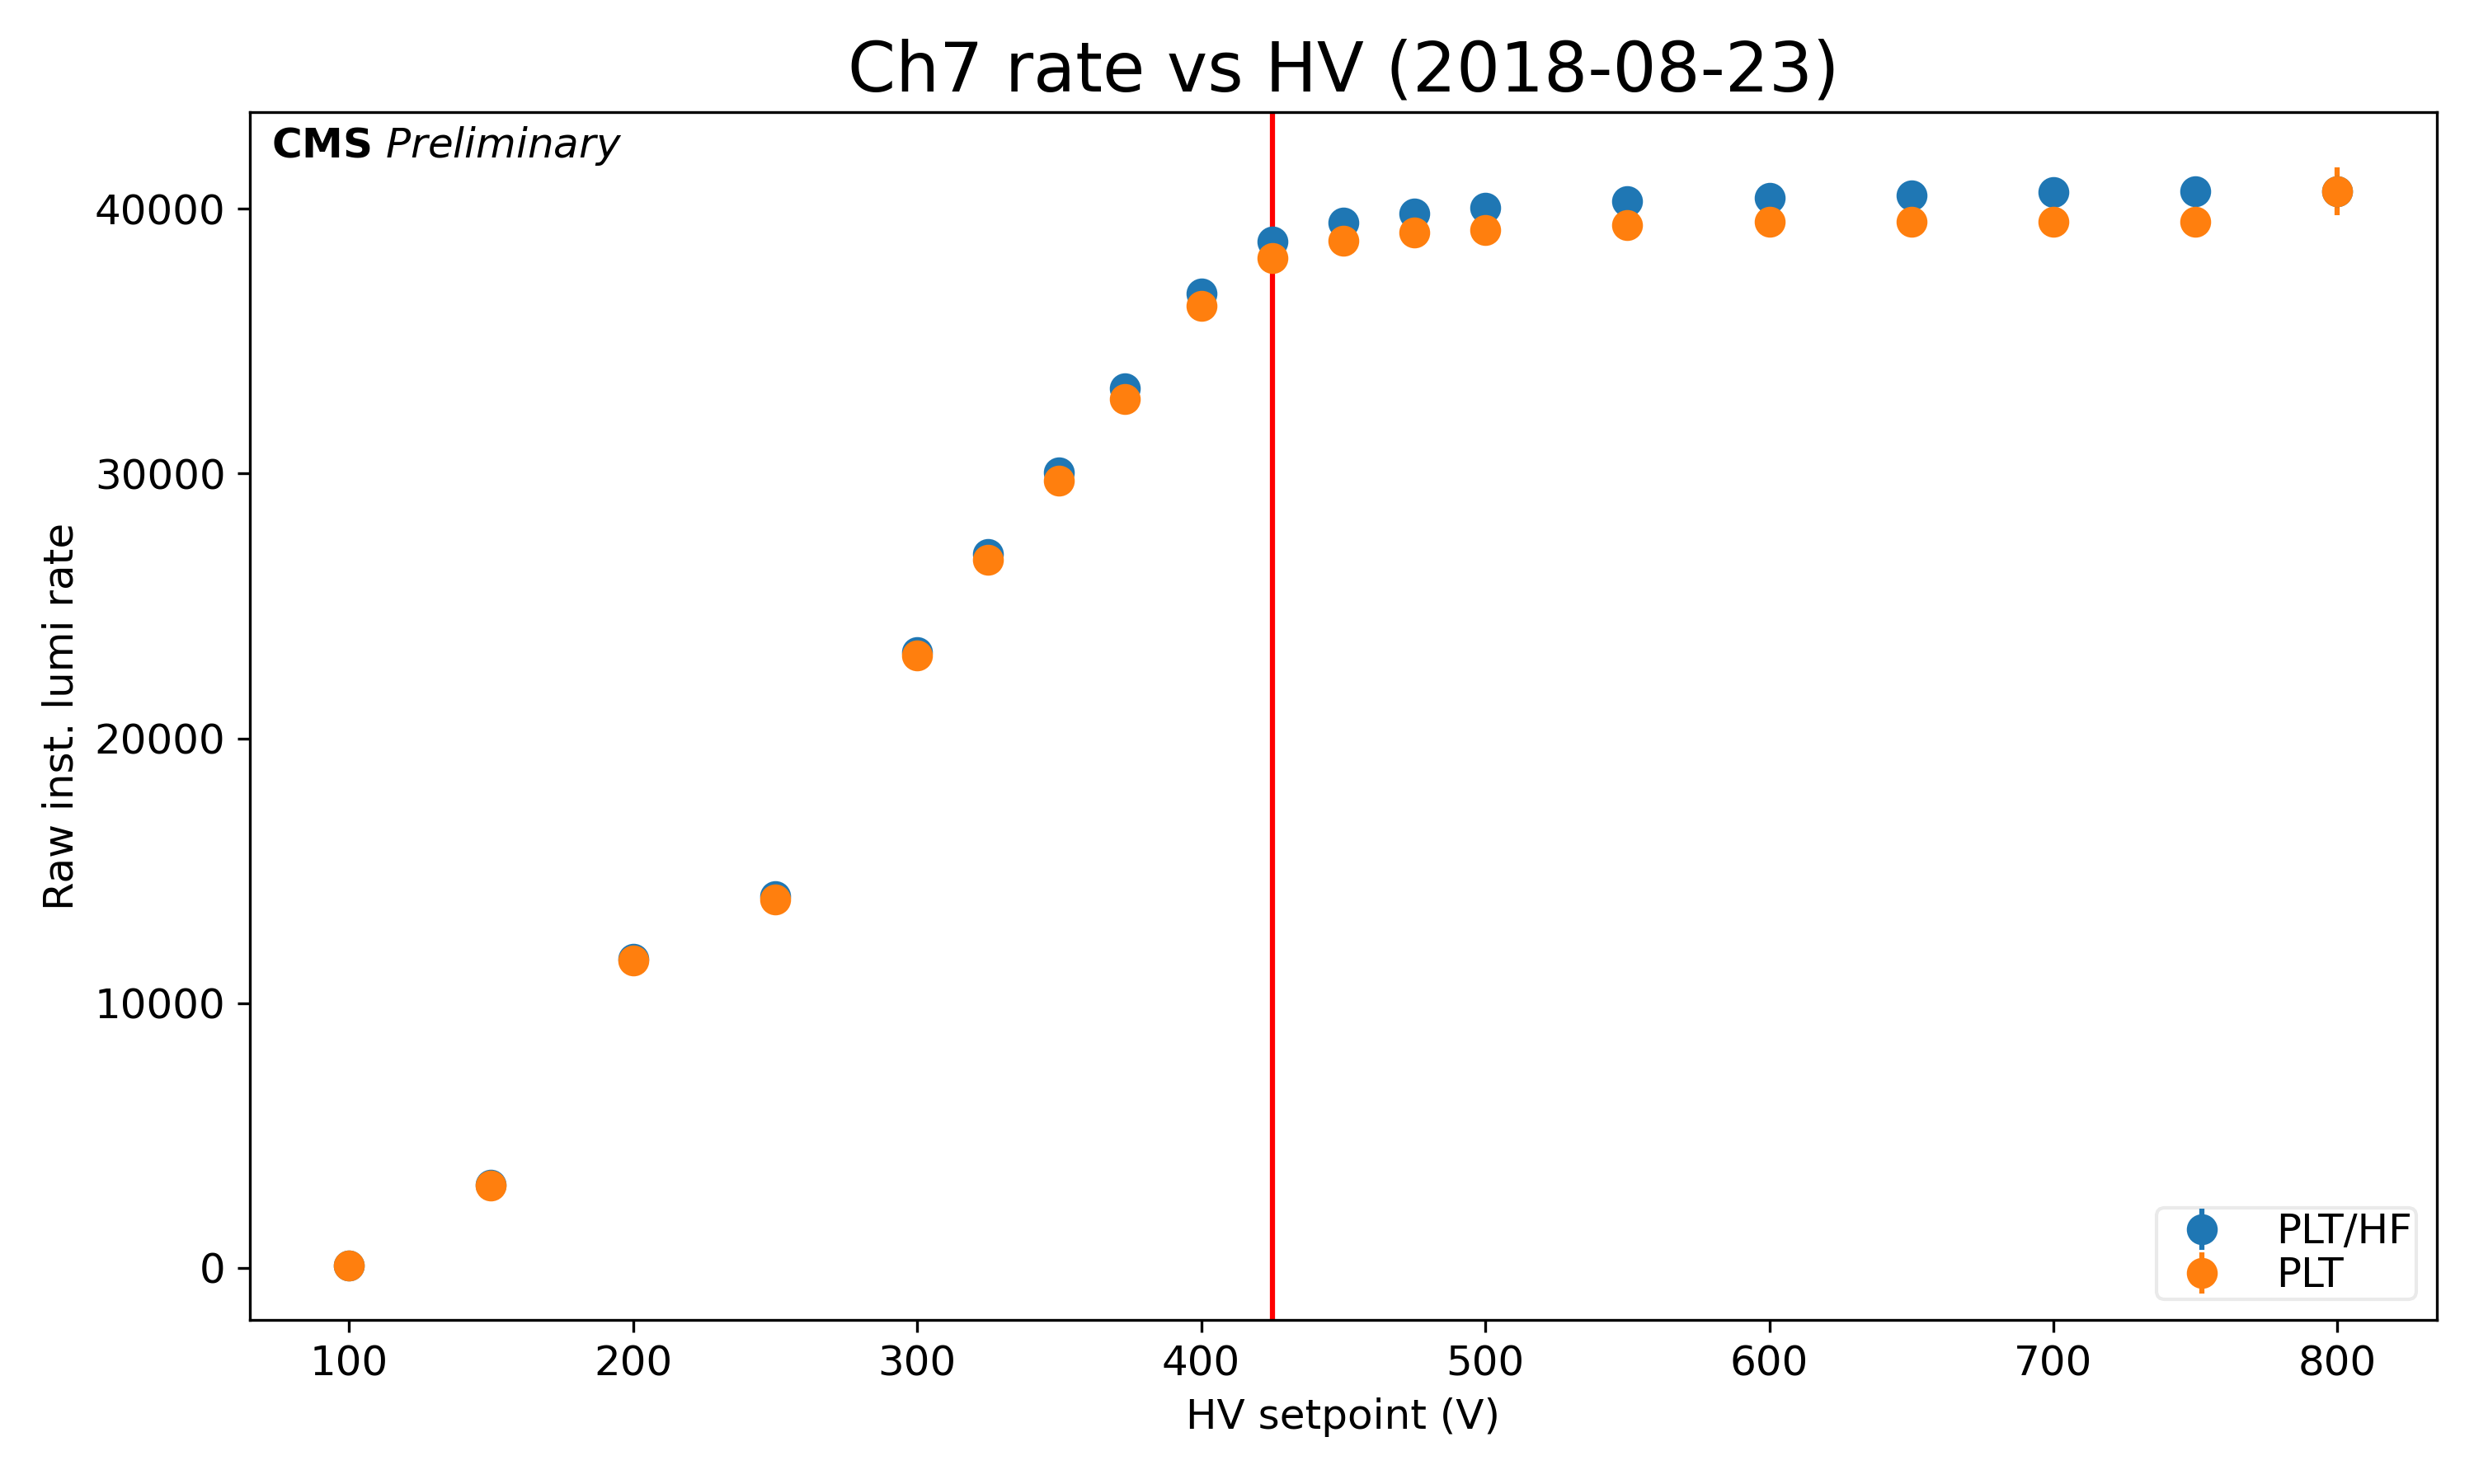 Ch7 rate vs HV (2018-08-23)
CMS Preliminary
40000
30000
20000
10000
0
Raw inst. lumi rate
100 200 300 400 500 600 700 800
HV setpoint (V)
PLT/HF
PLT